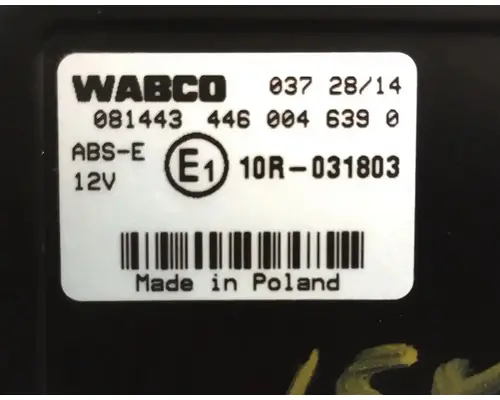 WABCO 037 28/14
081443 446 004 639 0
ABS-E E1 10R-031803
12V
Made in Poland